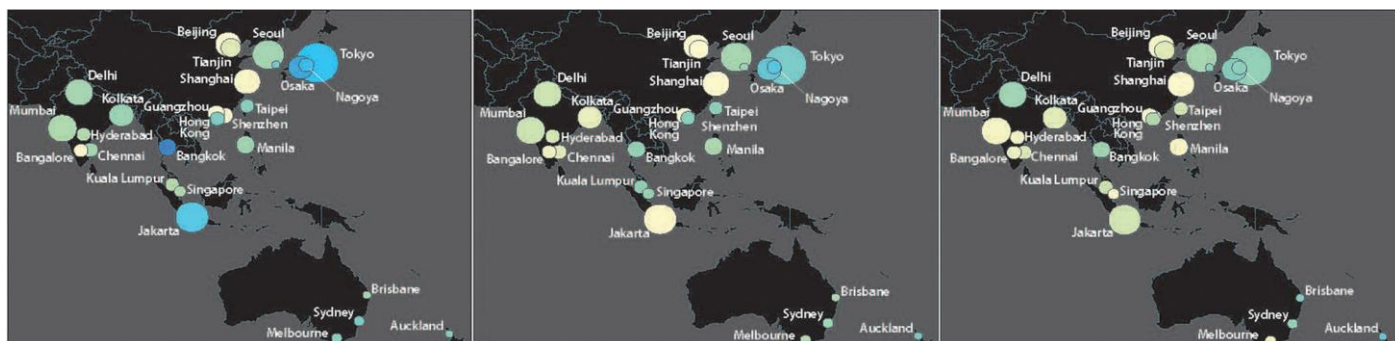 Beijing
Seoul
Tokyo
Tianjin
Shanghai
Osaka
Nagoya
Delhi
Kolkata
Guangzhou
Taipei
Mumbai
Hong
Kong
Shenzhen
Hyderabad
Bangalore
Chennai
Bangkok
Manila
Kuala Lumpur
Singapore
Jakarta
Brisbane
Sydney
Melbourne
Auckland
Beijing
Seoul
Tokyo
Tianjin
Shanghai
Osaka
Nagoya
Delhi
Kolkata
Guangzhou
Taipei
Mumbai
Hong
Kong
Shenzhen
Hyderabad
Bangalore
Chennai
Bangkok
Manila
Kuala Lumpur
Singapore
Jakarta
Brisbane
Sydney
Melbourne
Auckland
Beijing
Seoul
Tokyo
Tianjin
Shanghai
Osaka
Nagoya
Delhi
Kolkata
Guangzhou
Taipei
Mumbai
Hong
Kong
Shenzhen
Hyderabad
Bangalore
Chennai
Bangkok
Manila
Kuala Lumpur
Singapore
Jakarta
Brisbane
Sydney
Melbourne
Auckland